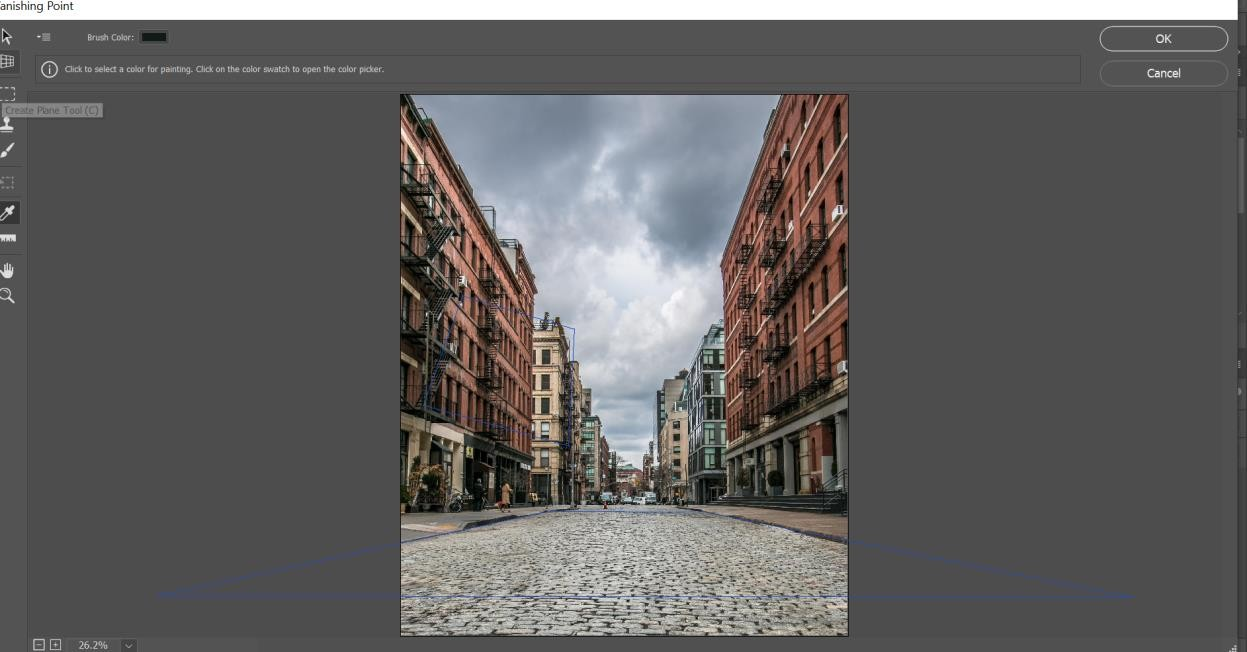 anishing Point
Brush Color:
OK
Click to select a color for painting. Click on the color swatch to open the color picker.
Cancel
Create Plane Tool (C)
26.2%